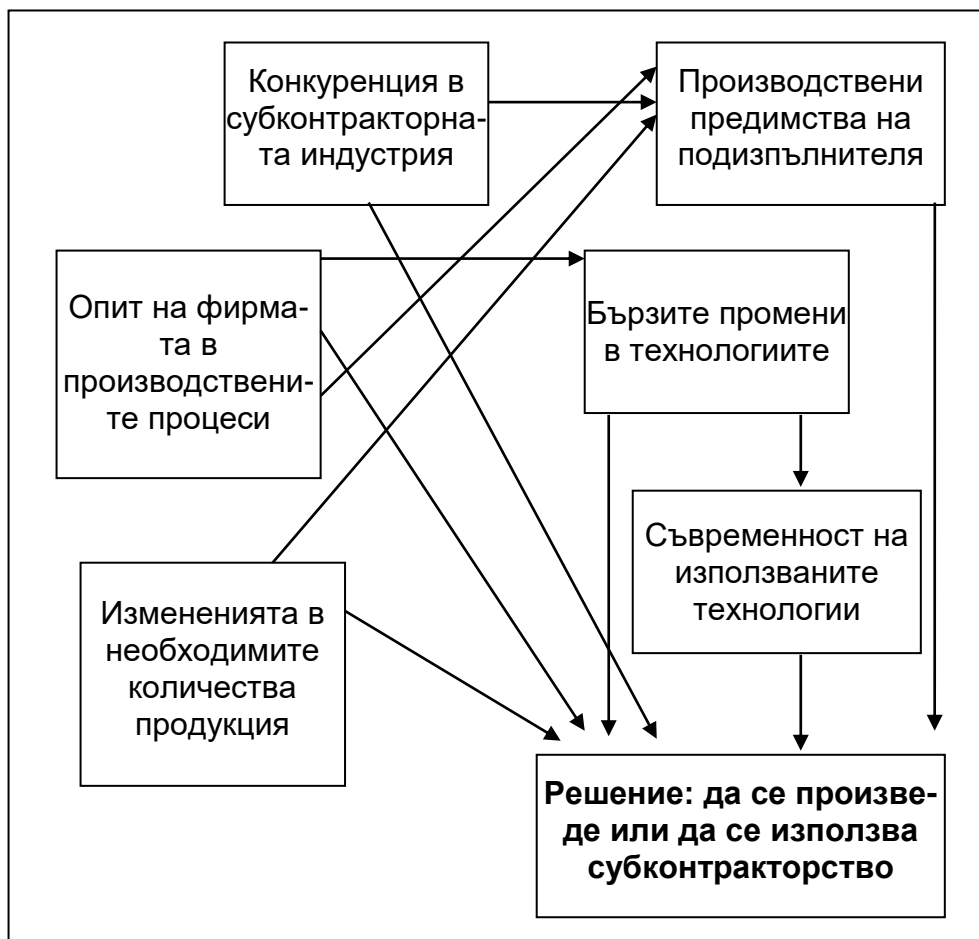 Конкуренция в
субконтракторна-
та индустрия
Производствени
предимства на
подизпълнителя
Опит на фирма-
та в
производствени-
те процеси
Бързите промени
в технологиите
Съвременност на
използваните
технологии
Измененията в
необходимите
количества
продукция
Решение: да се произве-
де или да се използва
субконтракторство